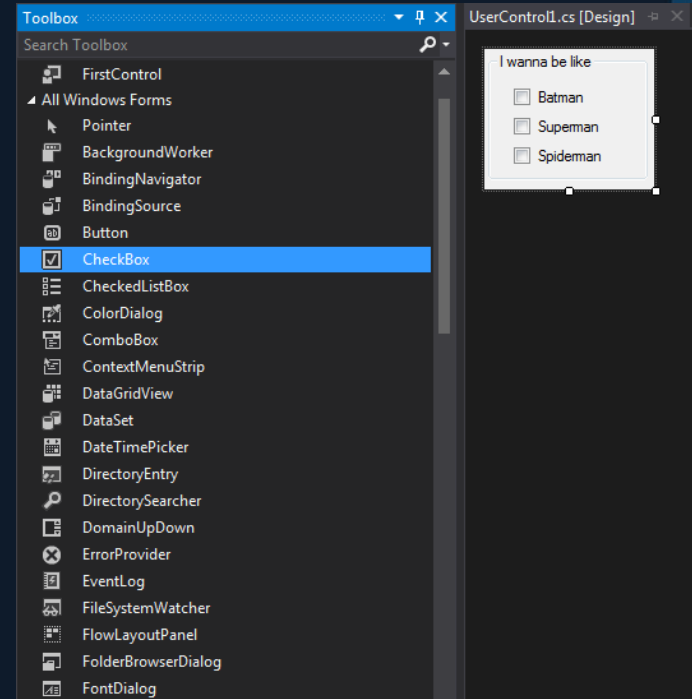 Toolbox
Search Toolbox
FirstControl
All Windows Forms
Pointer
BackgroundWorker
BindingNavigator
BindingSource
Button
CheckBox
CheckedListBox
ColorDialog
ComboBox
ContextMenuStrip
DataGridView
DataSet
DateTimePicker
DirectoryEntry
DirectorySearcher
DomainUpDown
ErrorProvider
EventLog
FileSystemWatcher
FlowLayoutPanel
FolderBrowserDialog
FontDialog
UserControl1.cs [Design]
I wanna be like
Batman
Superman
Spiderman